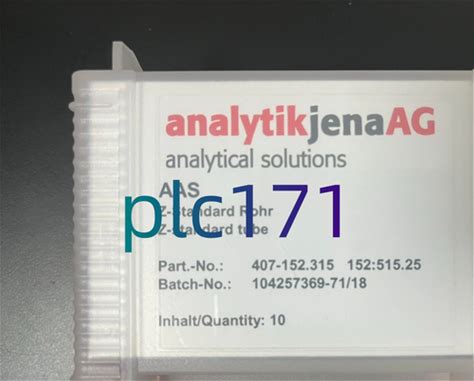 analytikjenaAG
analytical solutions
AAS
plc171
Z-Standard Rohr
Z-Standard tube
Part.-No.: 407-152.315 152:515.25
Batch-No.: 104257369-71/18
Inhalt/Quantity: 10